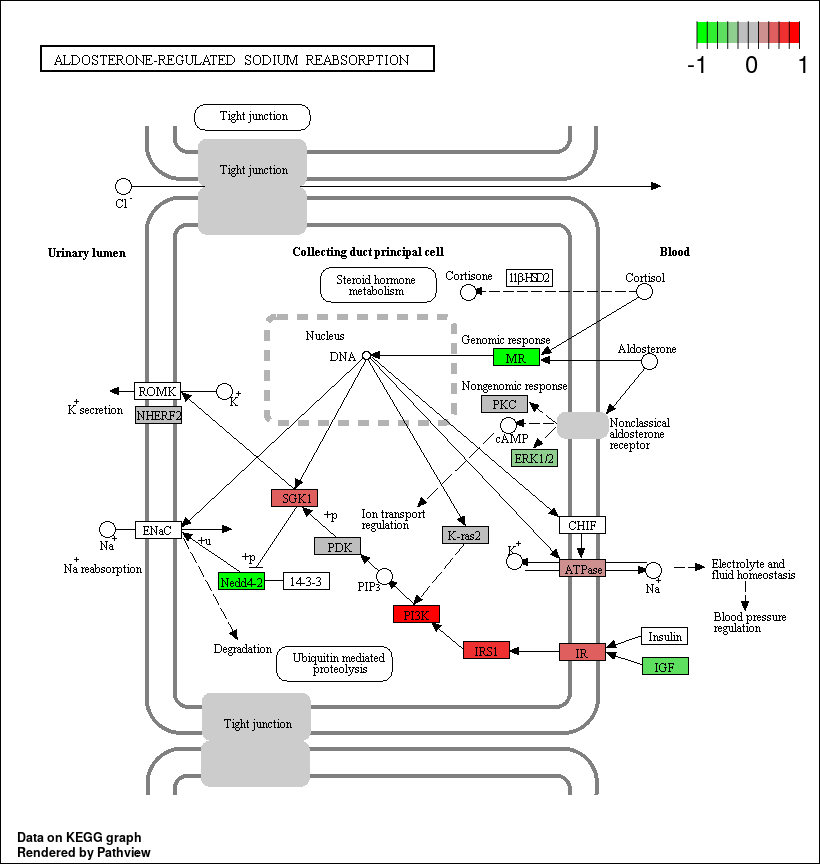 -1 0 1
ALDOSTERONE-REGULATED SODIUM REABSORPTION
Tight junction
Tight junction
Cl-
Urinary lumen
Collecting duct principal cell
Blood
Steroid hormone
metabolism
Cortisone
11β-HSD2
Cortisol
Nucleus
DNA
Genomic response
MR
Aldosterone
Nongenomic response
PKC
cAMP
ERK1/2
Nonclassical
aldosterone
receptor
ROMK
K+
K+ secretion
NHERF2
SGK1
+p
Ion transport
regulation
K-ras2
CHIF
ENaC
Na+
Na+ reabsorption
+u
+p
PDK
PIP3
K+
ATPase
Na+
Electrolyte and
fluid homeostasis
Nedd4-2
14-3-3
PI3K
Blood pressure
regulation
Degradation
Ubiquitin mediated
proteolysis
IRS1
IR
Insulin
IGF
Tight junction
Data on KEGG graph
Rendered by Pathview